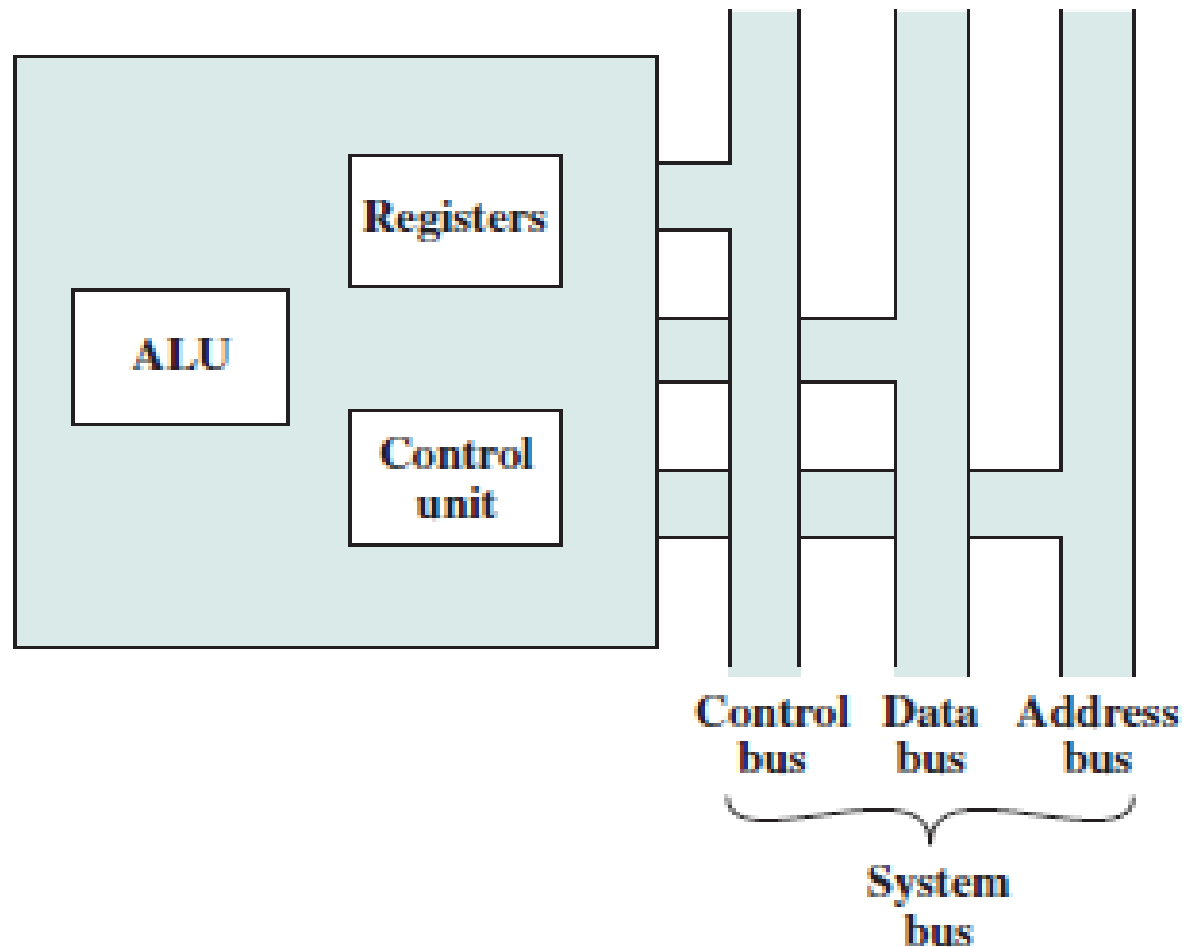 Registers
ALU
Control
unit
Control
bus
Data
bus
Address
bus
System
bus